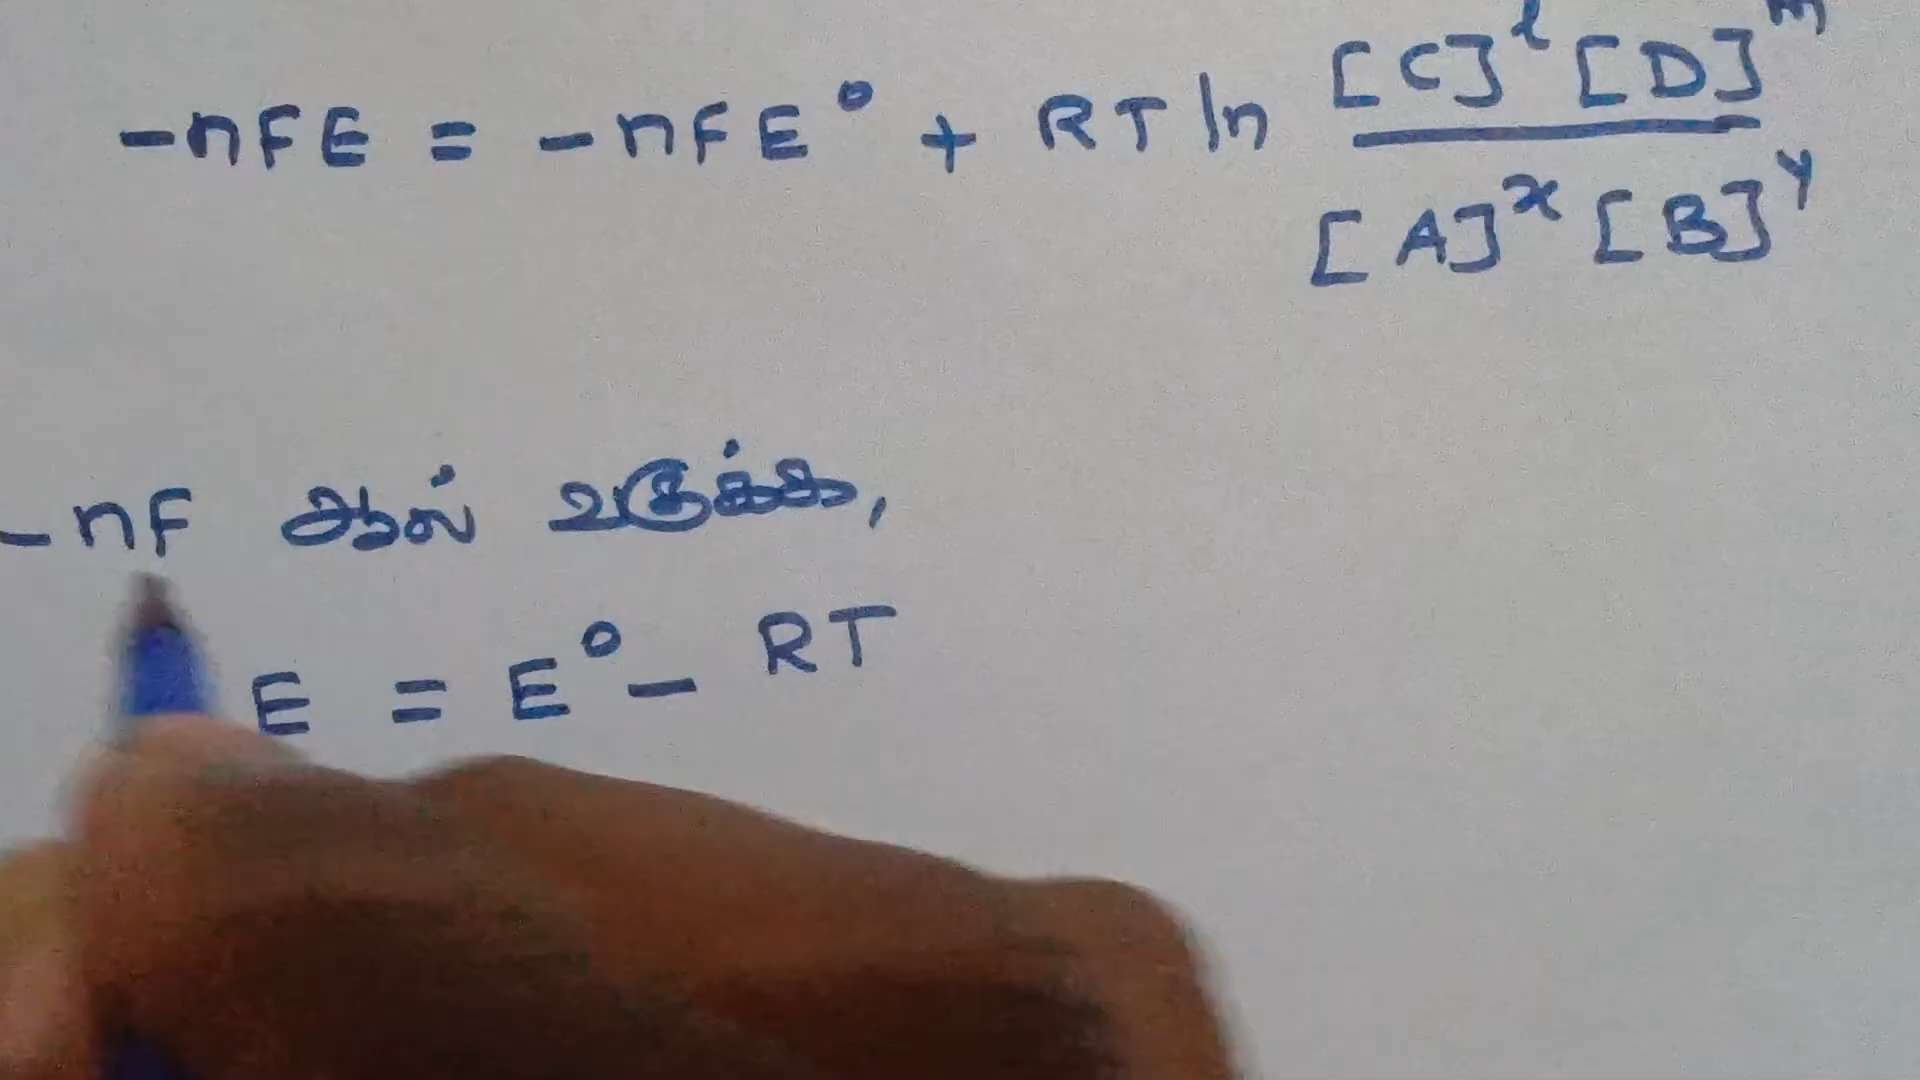 -nFE = -nFE° + RT ln [C]^l [D]^m / [A]^x [B]^y
-nF ஆல் வகுக்க,
E = E° - RT